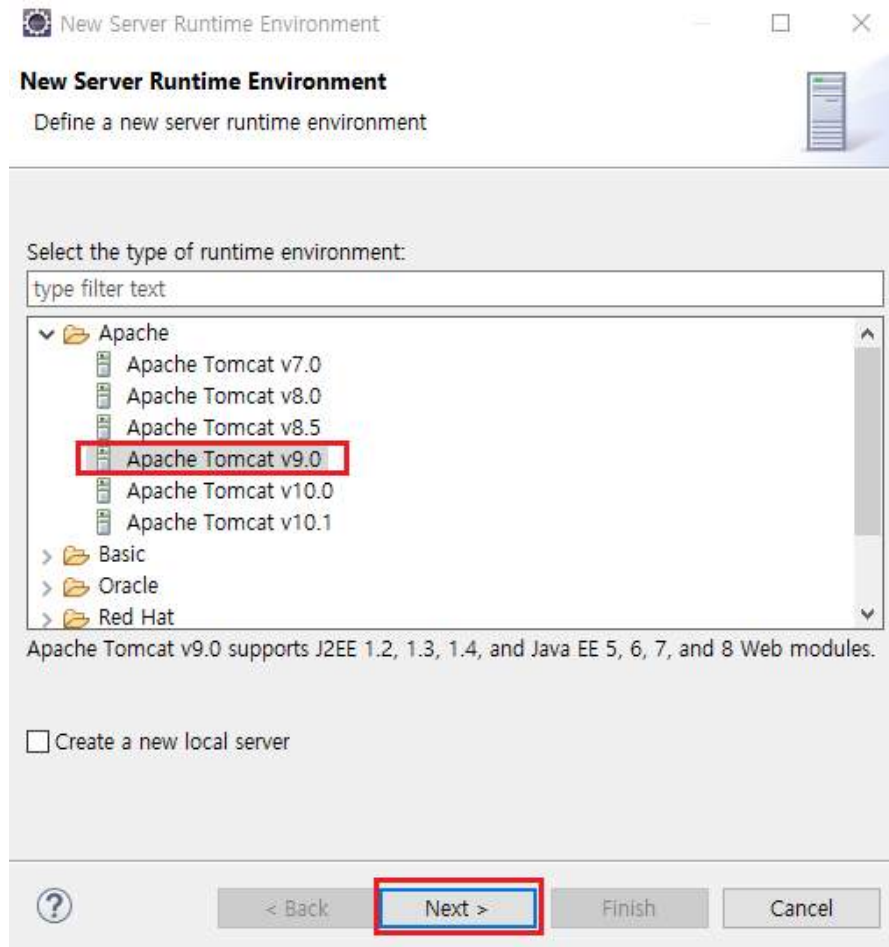 New Server Runtime Environment
New Server Runtime Environment
Define a new server runtime environment
Select the type of runtime environment:
type filter text
Apache
Apache Tomcat v7.0
Apache Tomcat v8.0
Apache Tomcat v8.5
Apache Tomcat v9.0
Apache Tomcat v10.0
Apache Tomcat v10.1
Basic
Oracle
Red Hat
Apache Tomcat v9.0 supports J2EE 1.2, 1.3, 1.4, and Java EE 5, 6, 7, and 8 Web modules.
Create a new local server
? < Back Next > Finish Cancel